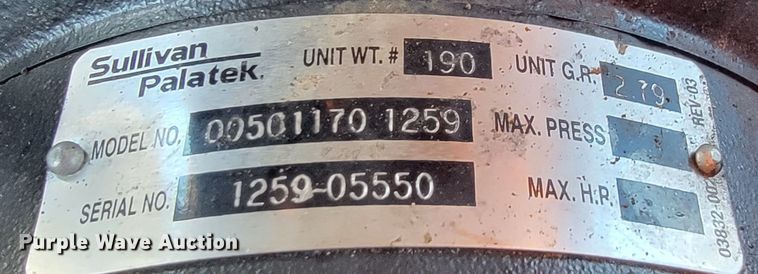 Sullivan
Palatek.
UNIT WT. # 190
UNIT G.R. 2.79
MODEL NO. 00501170 1259
MAX. PRESS
SERIAL NO. 1259-05550
MAX. H.P.
REV-03
Purple Wave Auction